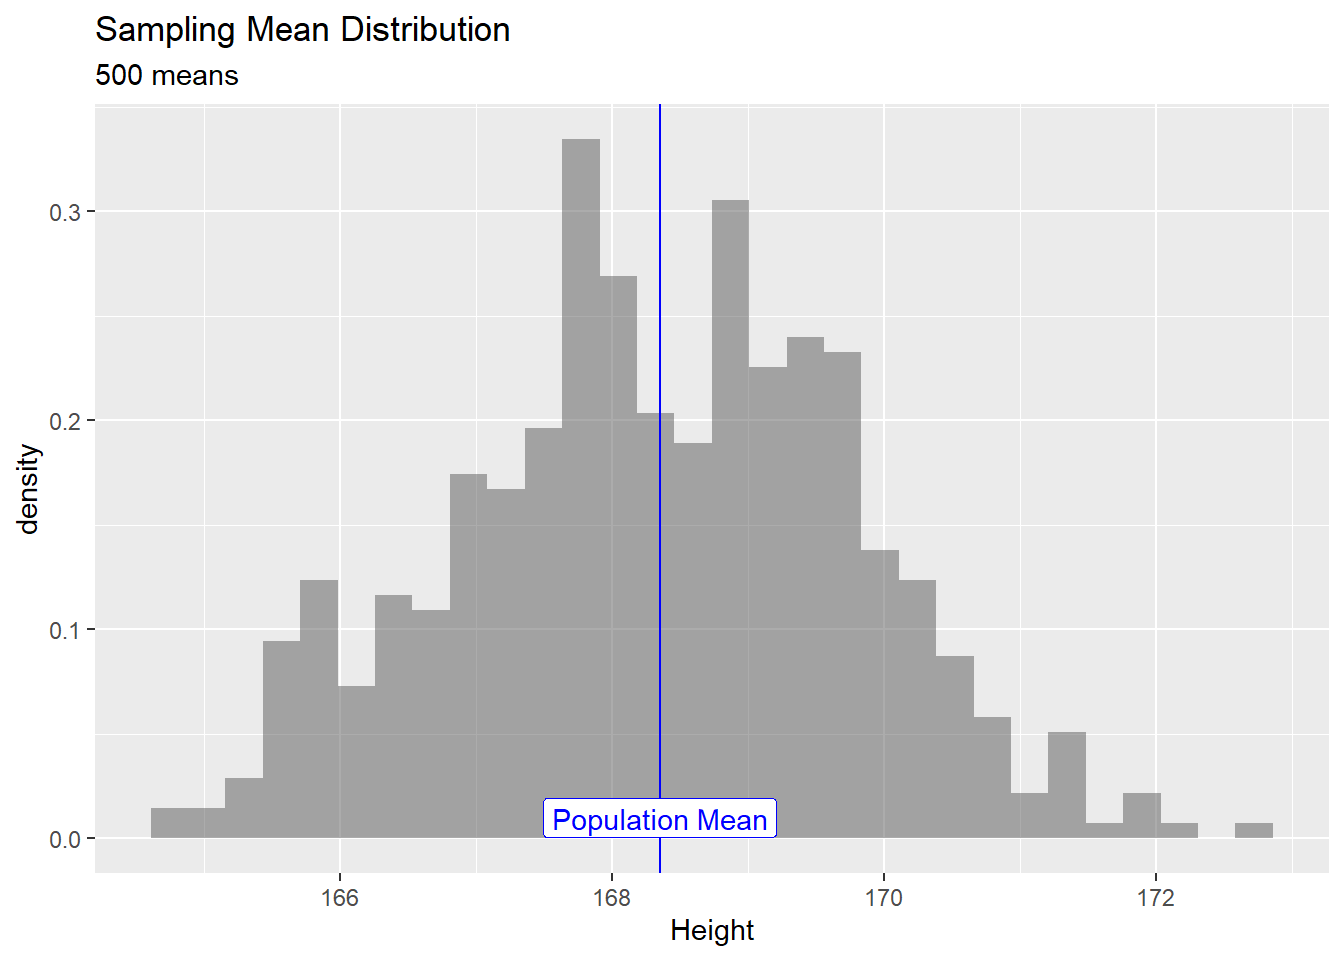 Sampling Mean Distribution
500 means
density
0.3
0.2
0.1
0.0
Population Mean
166 168 170 172
Height